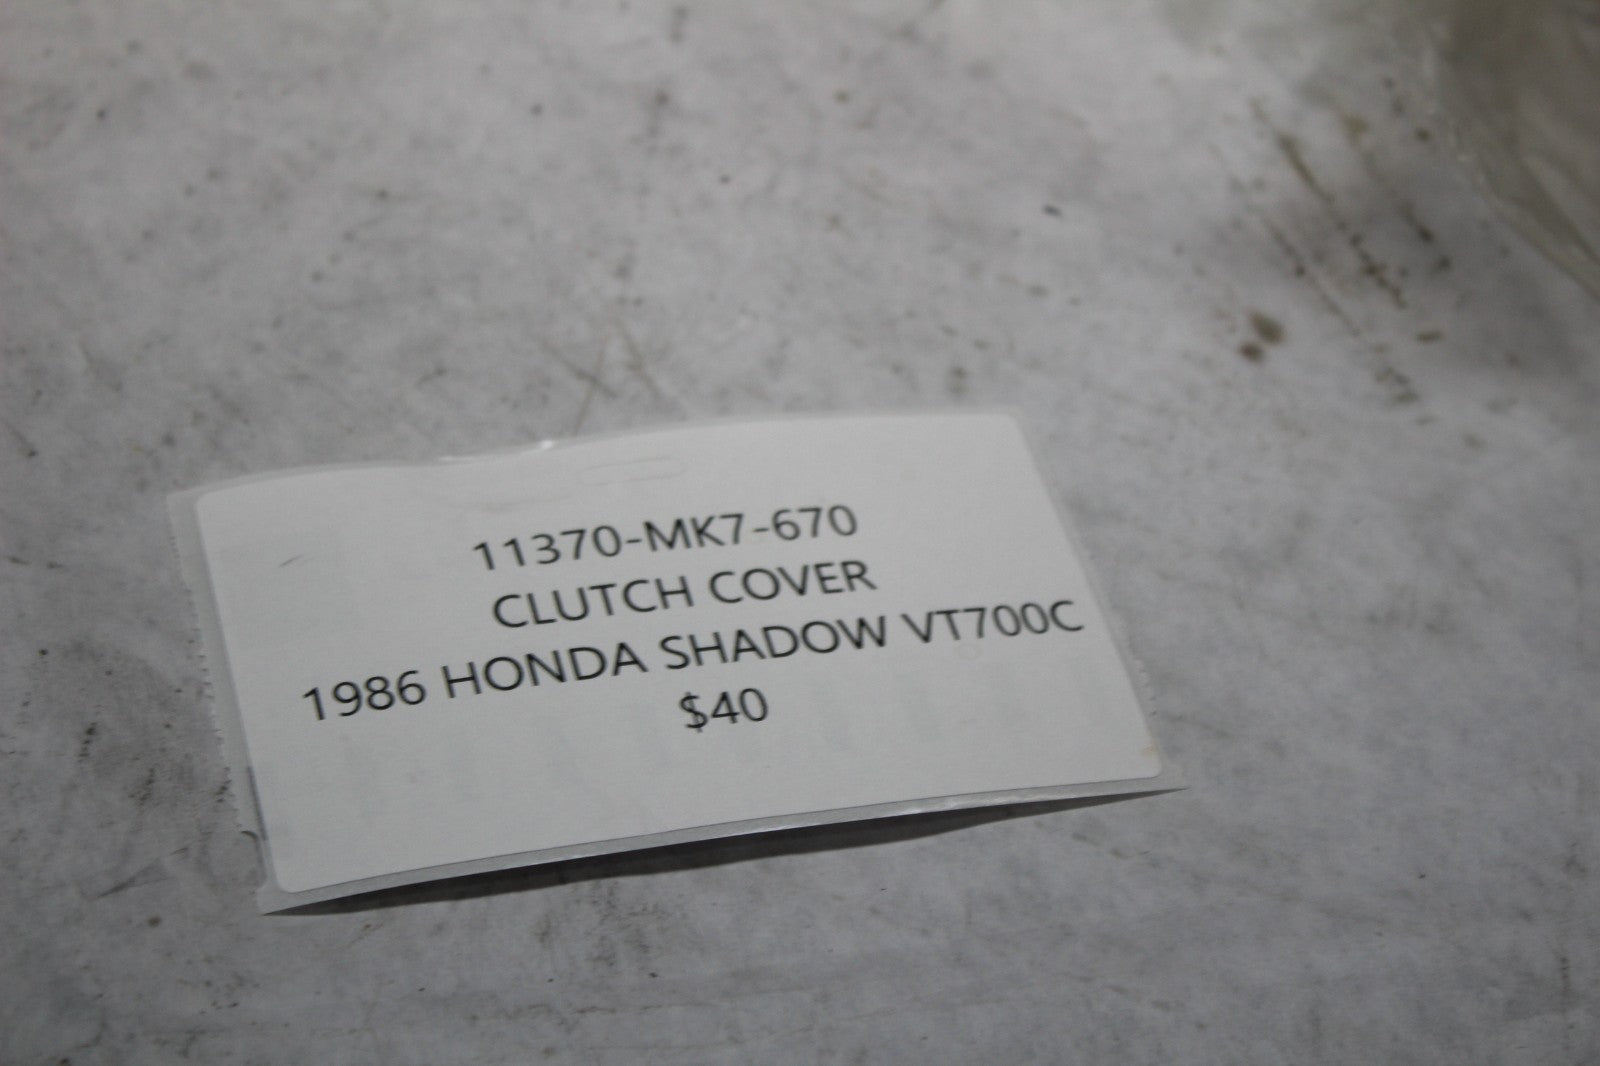 11370-MK7-670
CLUTCH COVER
1986 HONDA SHADOW VT700C
$40